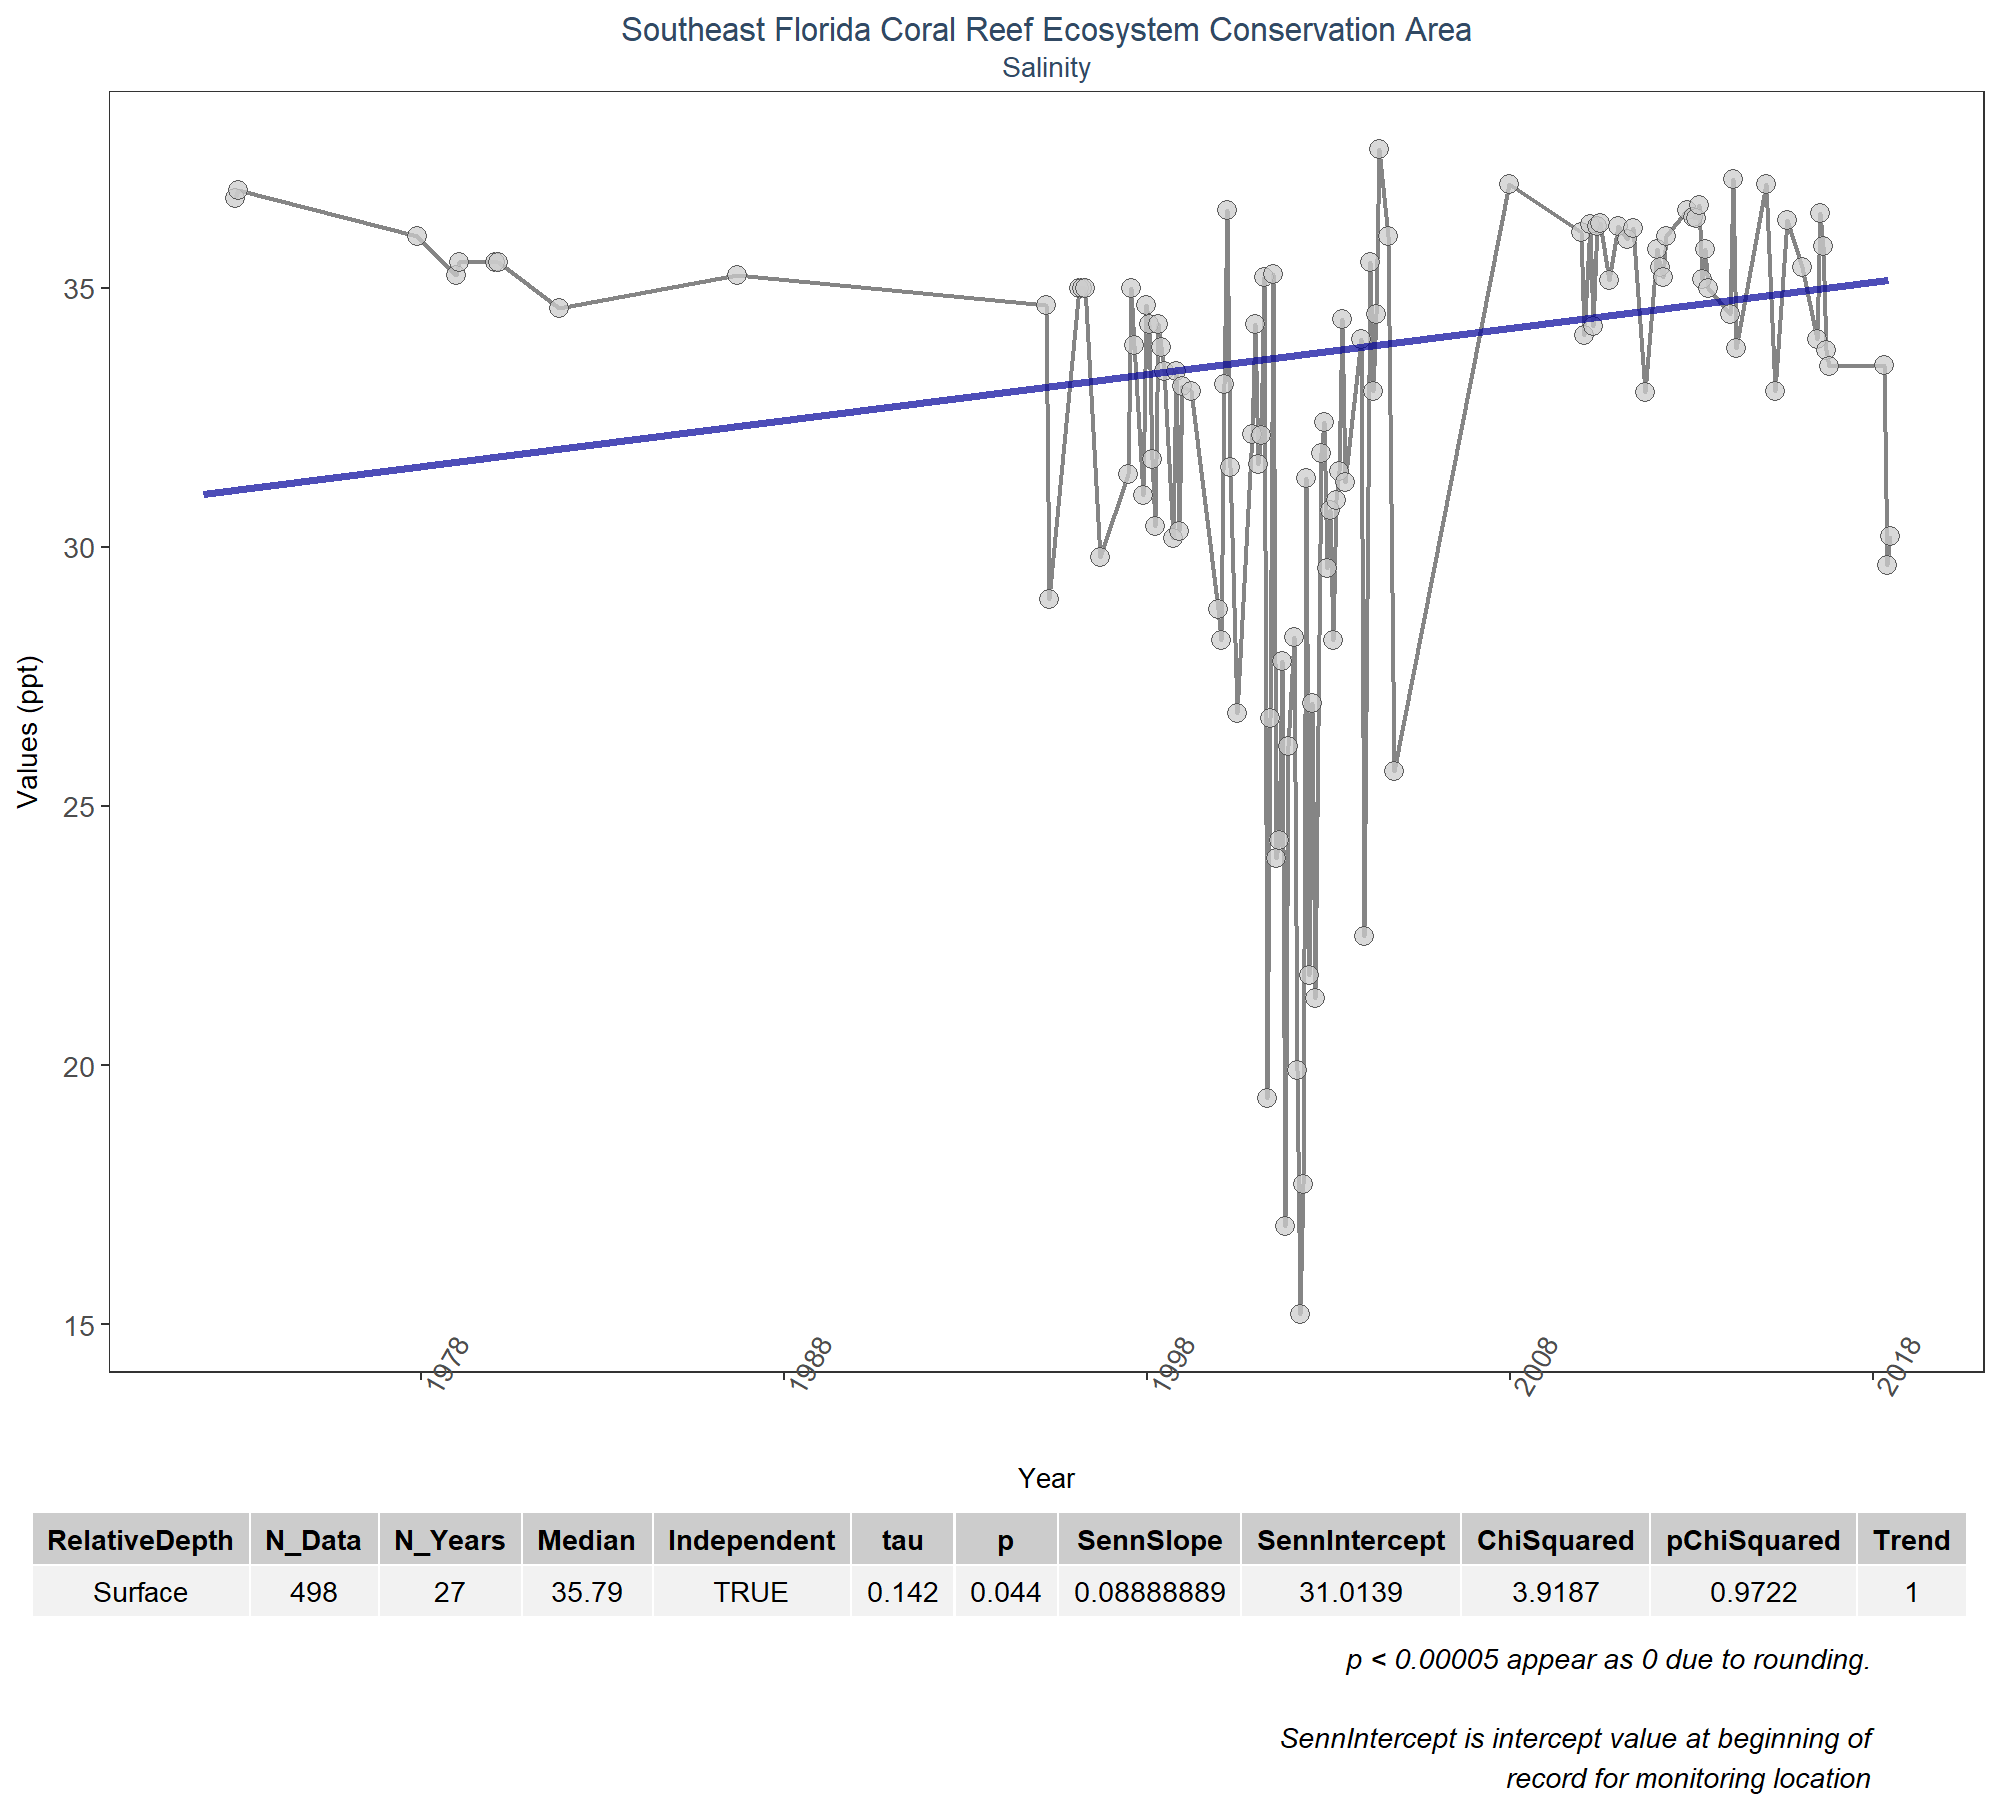 Southeast Florida Coral Reef Ecosystem Conservation Area
Salinity
Values (ppt)
35
30
25
20
15
1978
1988
1998
2008
2018
Year
RelativeDepth N_Data N_Years Median Independent tau p SennSlope SennIntercept ChiSquared pChiSquared Trend
Surface 498 27 35.79 TRUE 0.142 0.044 0.08888889 31.0139 3.9187 0.9722 1
p < 0.00005 appear as 0 due to rounding.
SennIntercept is intercept value at beginning of
record for monitoring location